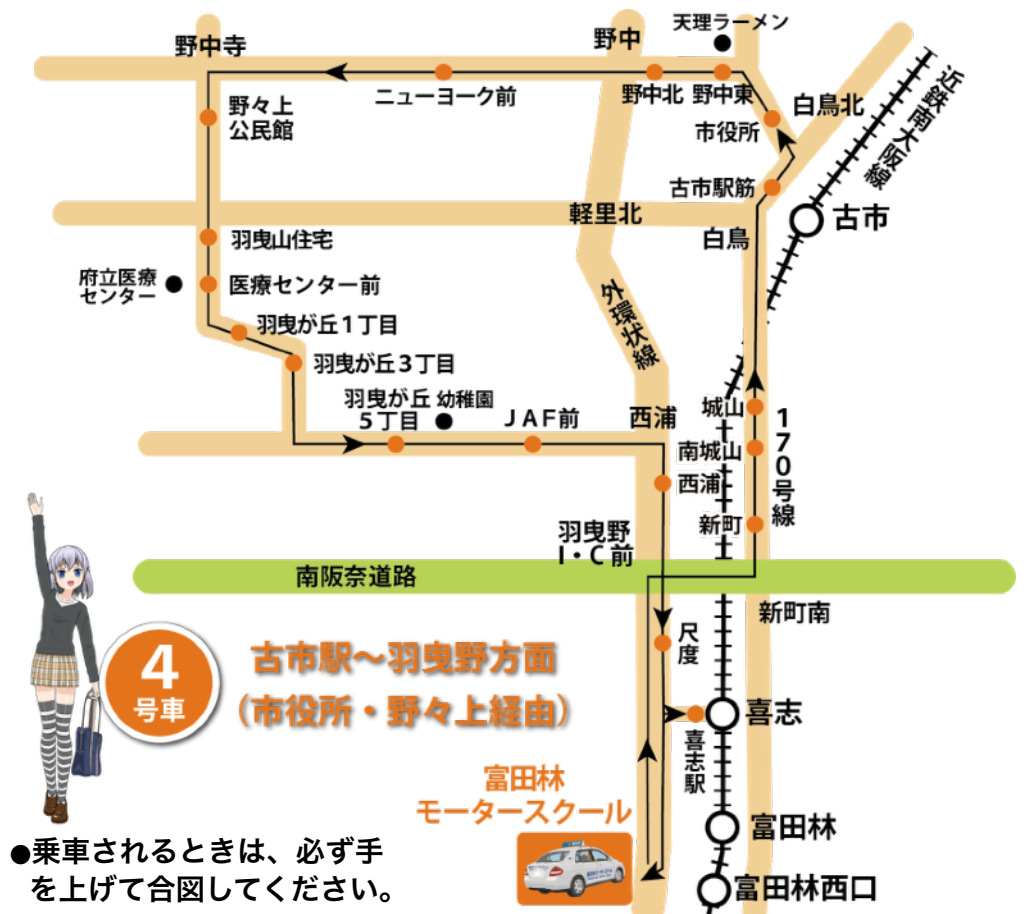 天理ラーメン
野中寺
野中
ニューヨーク前
野中北
野中東
白鳥北
近鉄南大阪線
野々上
公民館
市役所
古市駅筋
軽里北
白鳥
古市
羽曳山住宅
府立医療
センター
医療センター前
外環状線
羽曳が丘1丁目
羽曳が丘3丁目
羽曳が丘
5丁目
幼稚園
JAF前
西浦
城山
南城山
170号線
西浦
新町
羽曳野
I・C前
南阪奈道路
新町南
尺度
4
号車
古市駅~羽曳野方面
(市役所・野々上経由)
喜志
喜志駅
富田林
モータースクール
富田林
富田林西口
●乗車されるときは、必ず手
を上げて合図してください。